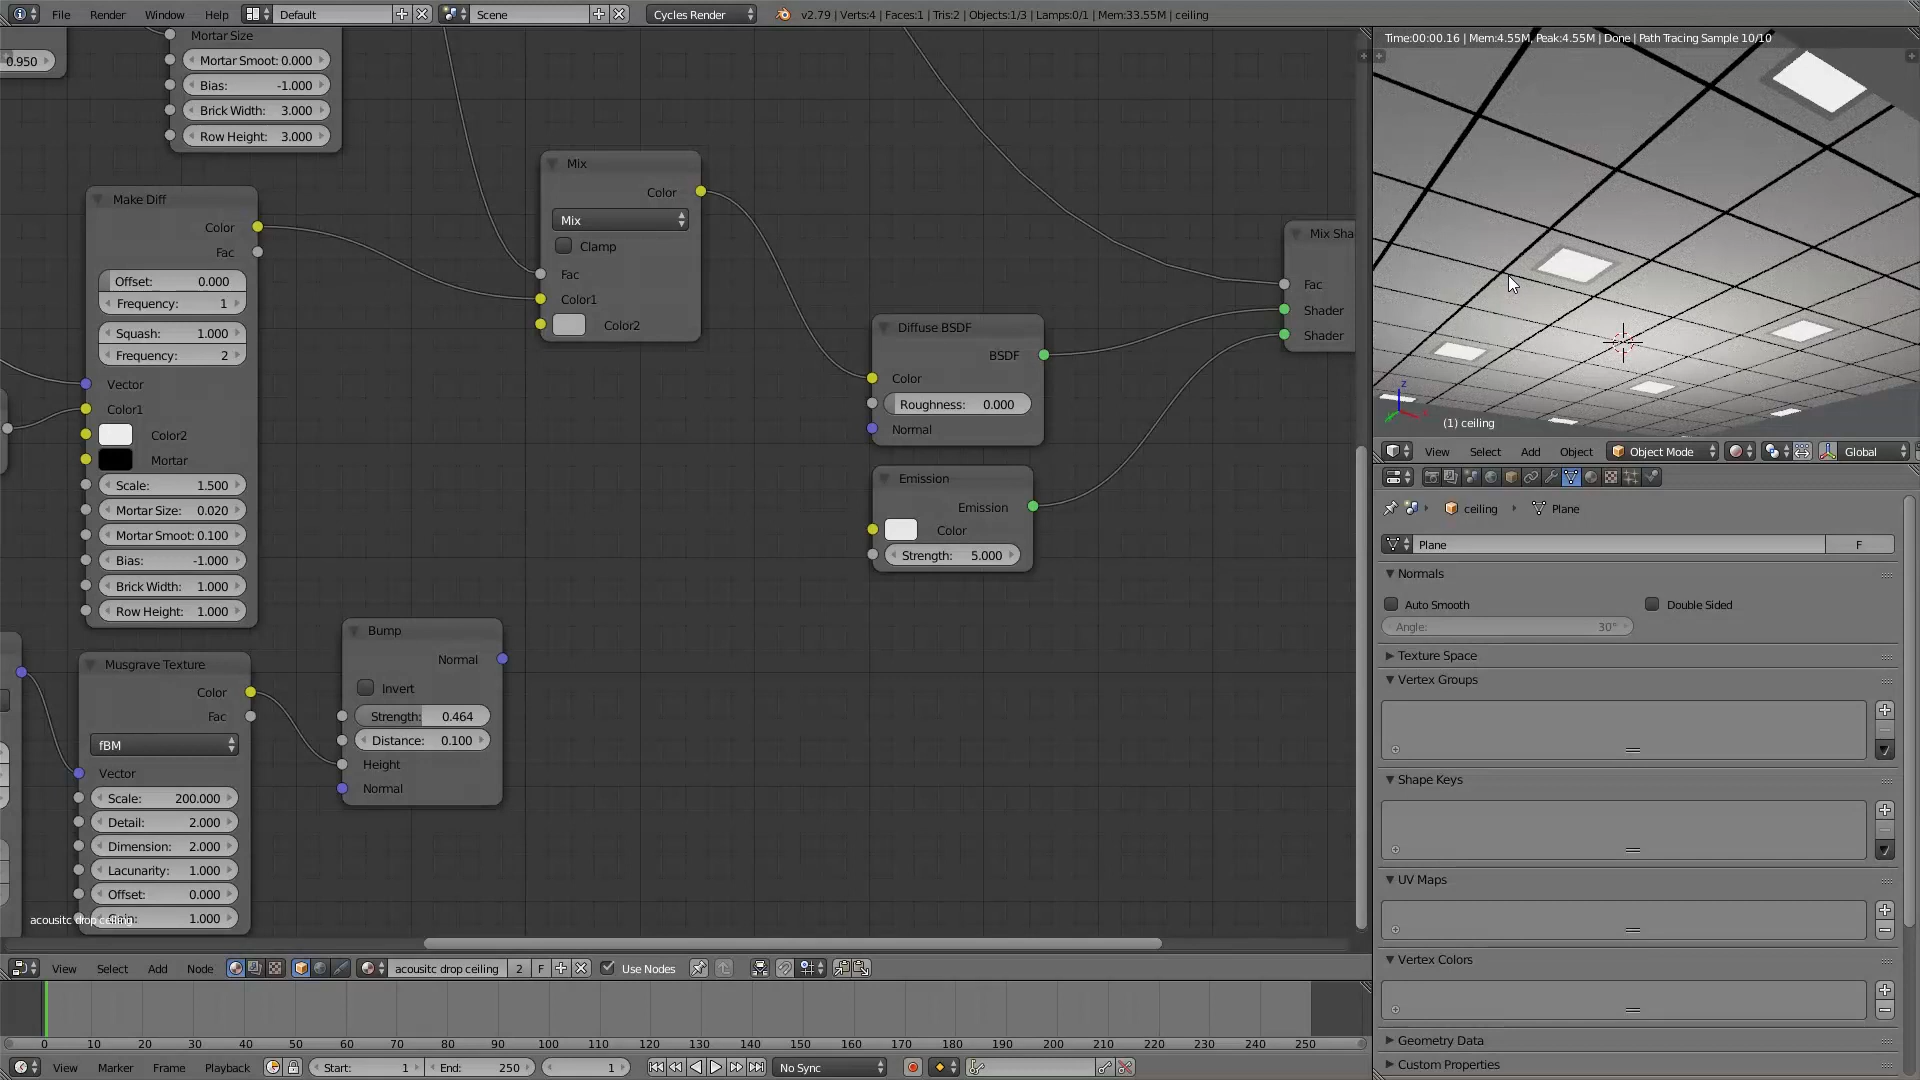 File Render Window Help Default Scene Cycles Render v2.79 | Verts:4 | Faces:1 | Tris:2 | Objects:1/3 | Lamps:0/1 | Mem:33.55M | ceiling
Time:00:00.16 | Mem:4.55M, Peak:4.55M | Done | Path Tracing Sample 10/10
0.950
Mortar Size
Mortar Smoot: 0.000
Bias: -1.000
Brick Width: 3.000
Row Height: 3.000
Make Diff
Color
Fac
Offset: 0.000
Frequency: 1
Squash: 1.000
Frequency: 2
Vector
Color1
Color2
Mortar
Scale: 1.500
Mortar Size: 0.020
Mortar Smoot: 0.100
Bias: -1.000
Brick Width: 1.000
Row Height: 1.000
Musgrave Texture
Color
Fac
fBM
Vector
Scale: 200.000
Detail: 2.000
Dimension: 2.000
Lacunarity: 1.000
Offset: 0.000
1.000
acousitc drop ceiling
Bump
Normal
Invert
Strength: 0.464
Distance: 0.100
Height
Normal
Mix
Color
Mix
Clamp
Fac
Color1
Color2
Diffuse BSDF
BSDF
Color
Roughness: 0.000
Normal
Emission
Emission
Color
Strength: 5.000
Mix Sha
Fac
Shader
Shader
z
(1) ceiling
View Select Add Object Object Mode Global
ceiling Plane
Plane F
Normals
Auto Smooth Double Sided
Angle: 30°
Texture Space
Vertex Groups
Shape Keys
UV Maps
Vertex Colors
Geometry Data
Custom Properties
View Select Add Node acousitc drop ceiling 2 F Use Nodes
0 10 20 30 40 50 60 70 80 90 100 110 120 130 140 150 160 170 180 190 200 210 220 230 240 250
View Marker Frame Playback Start: 1 End: 250 1 No Sync